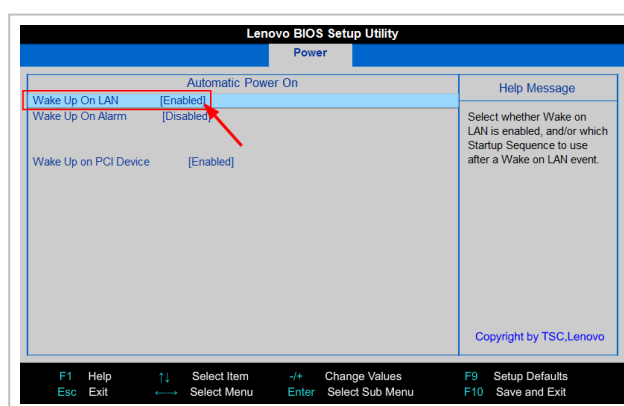 Lenovo BIOS Setup Utility
Power
Automatic Power On
Wake Up On LAN [Enabled]
Wake Up On Alarm [Disabled]
Wake Up on PCI Device [Enabled]
Help Message
Select whether Wake on
LAN is enabled, and/or which
Startup Sequence to use
after a Wake on LAN event.
Copyright by TSC,Lenovo
F1 Help ↑↓ Select Item -/+ Change Values F9 Setup Defaults
Esc Exit ←→ Select Menu Enter Select Sub Menu F10 Save and Exit